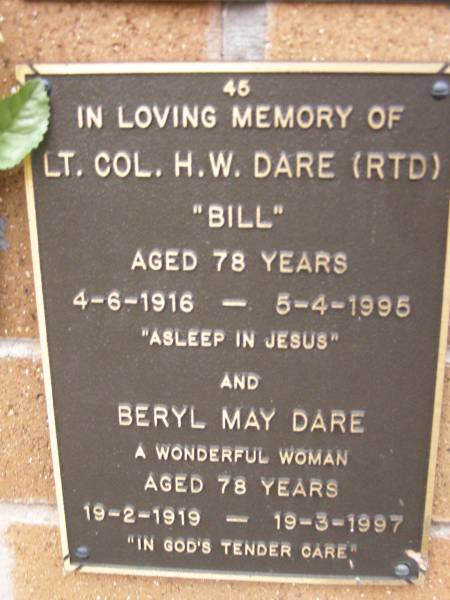 45
IN LOVING MEMORY OF
LT. COL. H.W. DARE (RTD)
"BILL"
AGED 78 YEARS
4-6-1916 — 5-4-1995
"ASLEEP IN JESUS"
AND
BERYL MAY DARE
A WONDERFUL WOMAN
AGED 78 YEARS
19-2-1919 — 19-3-1997
"IN GOD'S TENDER CARE"